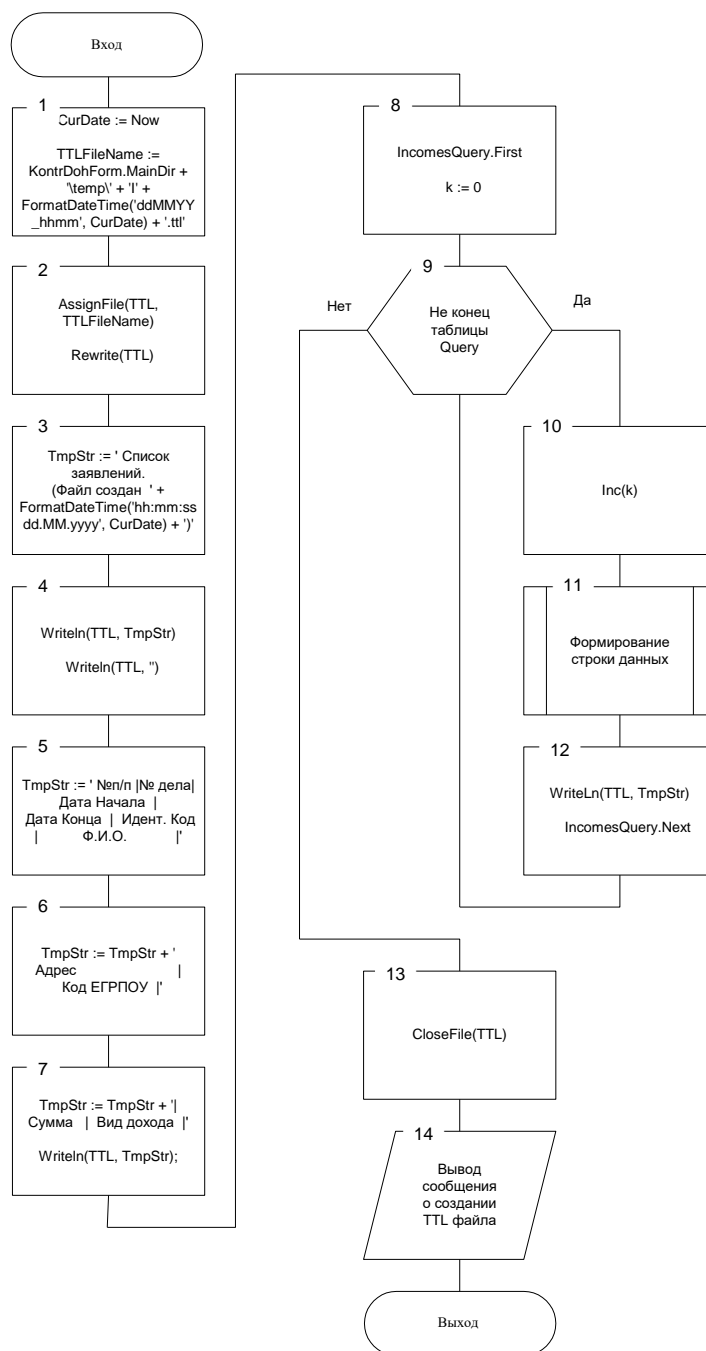 Вход
1
CurDate := Now
TTLFileName :=
KontrDohForm.MainDir +
'\temp\' + 'I' +
FormatDateTime('ddMMYY
_hhmm', CurDate) + '.ttl'
2
AssignFile(TTL,
TTLFileName)
Rewrite(TTL)
3
TmpStr := ' Список
заявлений.
(Файл создан ' +
FormatDateTime('hh:mm:ss
dd.MM.yyyy', CurDate) + ')'
4
Writeln(TTL, TmpStr)
Writeln(TTL, '')
5
TmpStr := ' №п/п |№ дела|
Дата Начала |
Дата Конца | Идент. Код
| Ф.И.О. |'
6
TmpStr := TmpStr + '
Адрес |
Код ЕГРПОУ |'
7
TmpStr := TmpStr + '|
Сумма | Вид дохода |'
Writeln(TTL, TmpStr);
8
IncomesQuery.First
k := 0
9
Не конец
таблицы
Query
Нет
Да
10
Inc(k)
11
Формирование
строки данных
12
WriteLn(TTL, TmpStr)
IncomesQuery.Next
13
CloseFile(TTL)
14
Вывод
сообщения
о создании
TTL файла
Выход